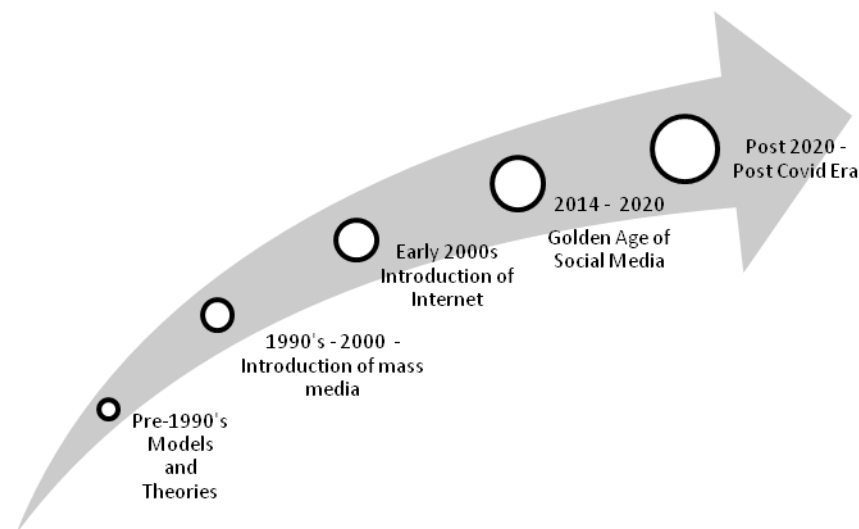 Pre-1990's
Models
and
Theories
1990's - 2000 -
Introduction of mass
media
Early 2000s
Introduction of
Internet
2014 - 2020
Golden Age of
Social Media
Post 2020 -
Post Covid Era